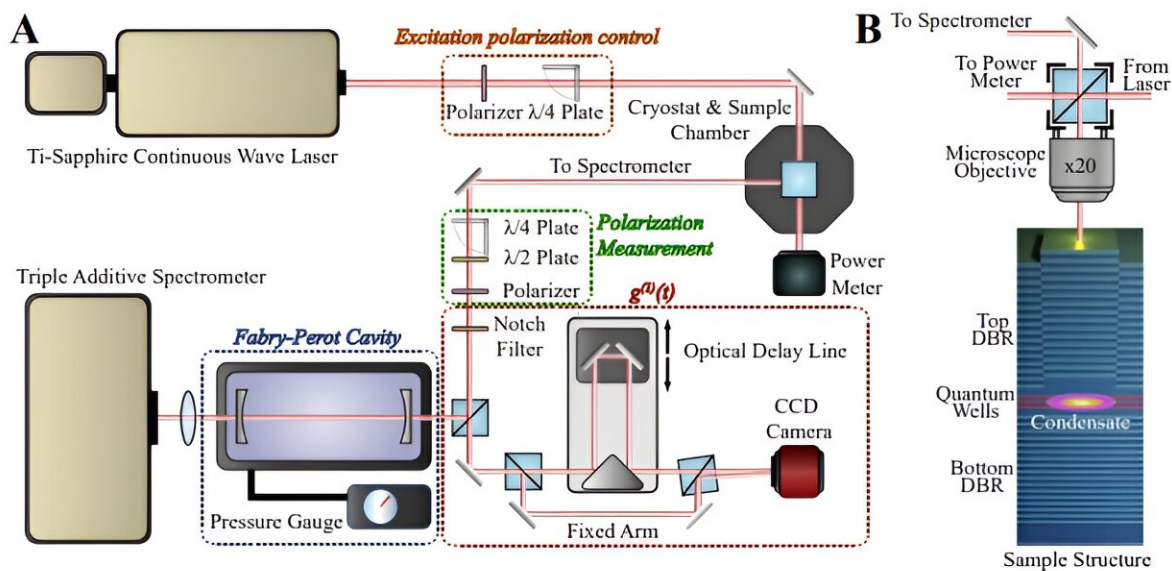 A
Excitation polarization control
Polarizer λ/4 Plate
Ti-Sapphire Continuous Wave Laser
Cryostat & Sample
Chamber
To Spectrometer
λ/4 Plate
λ/2 Plate
Polarizer
Polarization
Measurement
Power
Meter
Triple Additive Spectrometer
Fabry-Perot Cavity
Pressure Gauge
g⁽¹⁾(t)
Notch
Filter
Optical Delay Line
CCD
Camera
Fixed Arm
B
To Spectrometer
To Power
Meter
From
Laser
Microscope
Objective
x20
Top
DBR
Quantum
Wells
Condensate
Bottom
DBR
Sample Structure